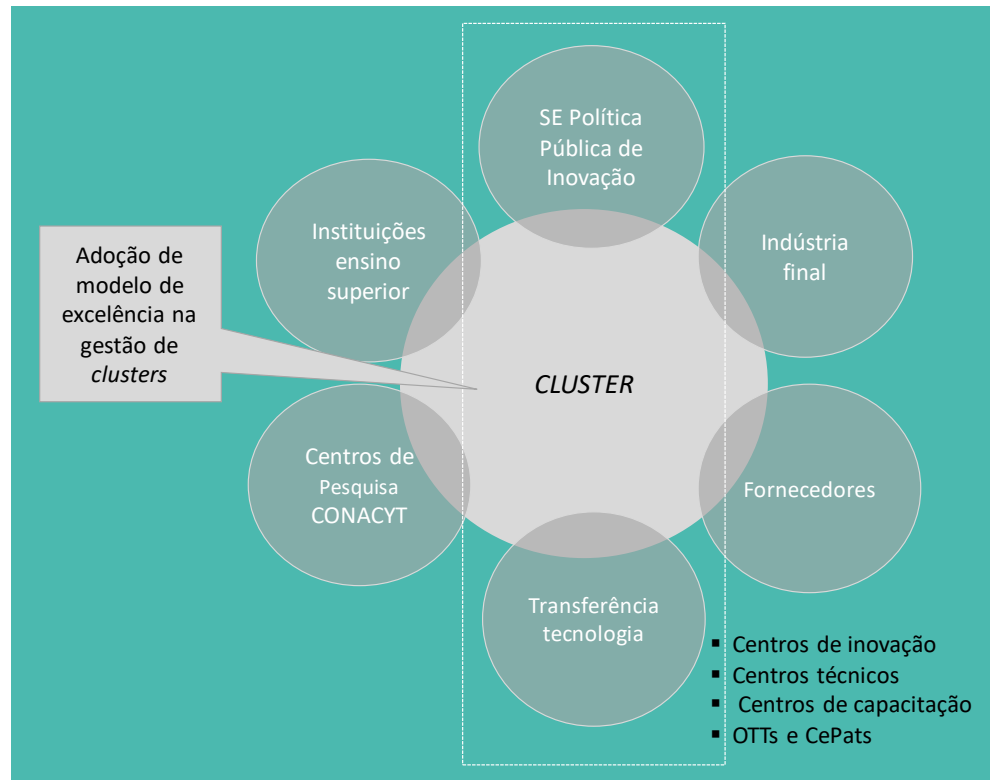 SE Política
Pública de
Inovação
Instituições
ensino
superior
Indústria
final
Adoção de
modelo de
excelência na
gestão de
clusters
CLUSTER
Centros de
Pesquisa
CONACYT
Fornecedores
Transferência
tecnologia
▪ Centros de inovação
▪ Centros técnicos
▪ Centros de capacitação
▪ OTTs e CePats